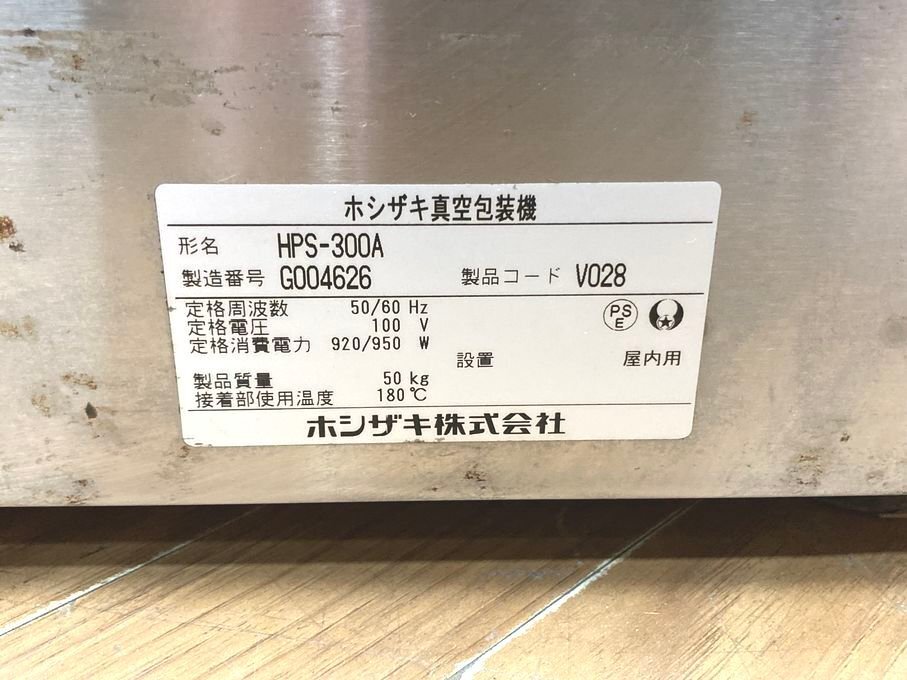 ホシザキ真空包装機
形名 HPS-300A
製造番号 G004626 製品コード V028
定格周波数 50/60 Hz
定格電圧 100 V
定格消費電力 920/950 W
PS
E
設置 屋内用
製品質量 50 kg
接着部使用温度 180℃
ホシザキ株式会社